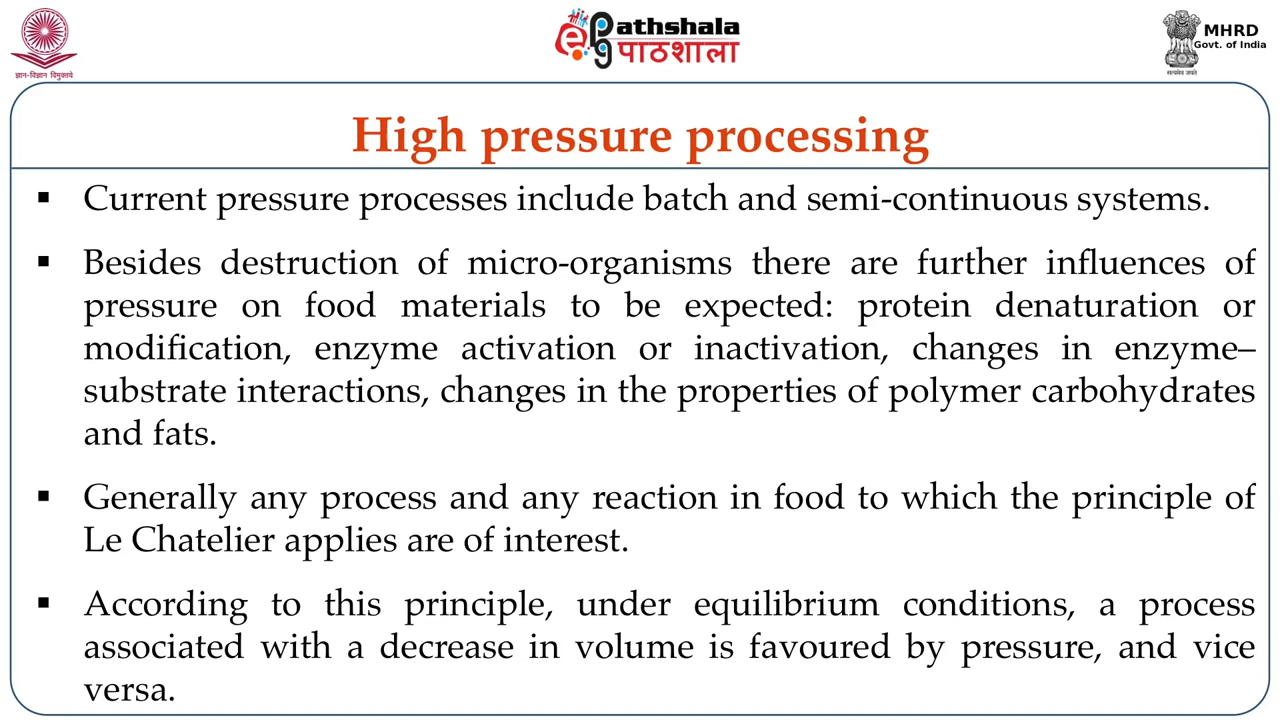 ज्ञान-विज्ञान विमुक्तये
ePgathshala
पाठशाला
MHRD
Govt. of India
सत्यमेव जयते
High pressure processing
▪ Current pressure processes include batch and semi-continuous systems.
▪ Besides destruction of micro-organisms there are further influences of
pressure on food materials to be expected: protein denaturation or
modification, enzyme activation or inactivation, changes in enzyme–
substrate interactions, changes in the properties of polymer carbohydrates
and fats.
▪ Generally any process and any reaction in food to which the principle of
Le Chatelier applies are of interest.
▪ According to this principle, under equilibrium conditions, a process
associated with a decrease in volume is favoured by pressure, and vice
versa.